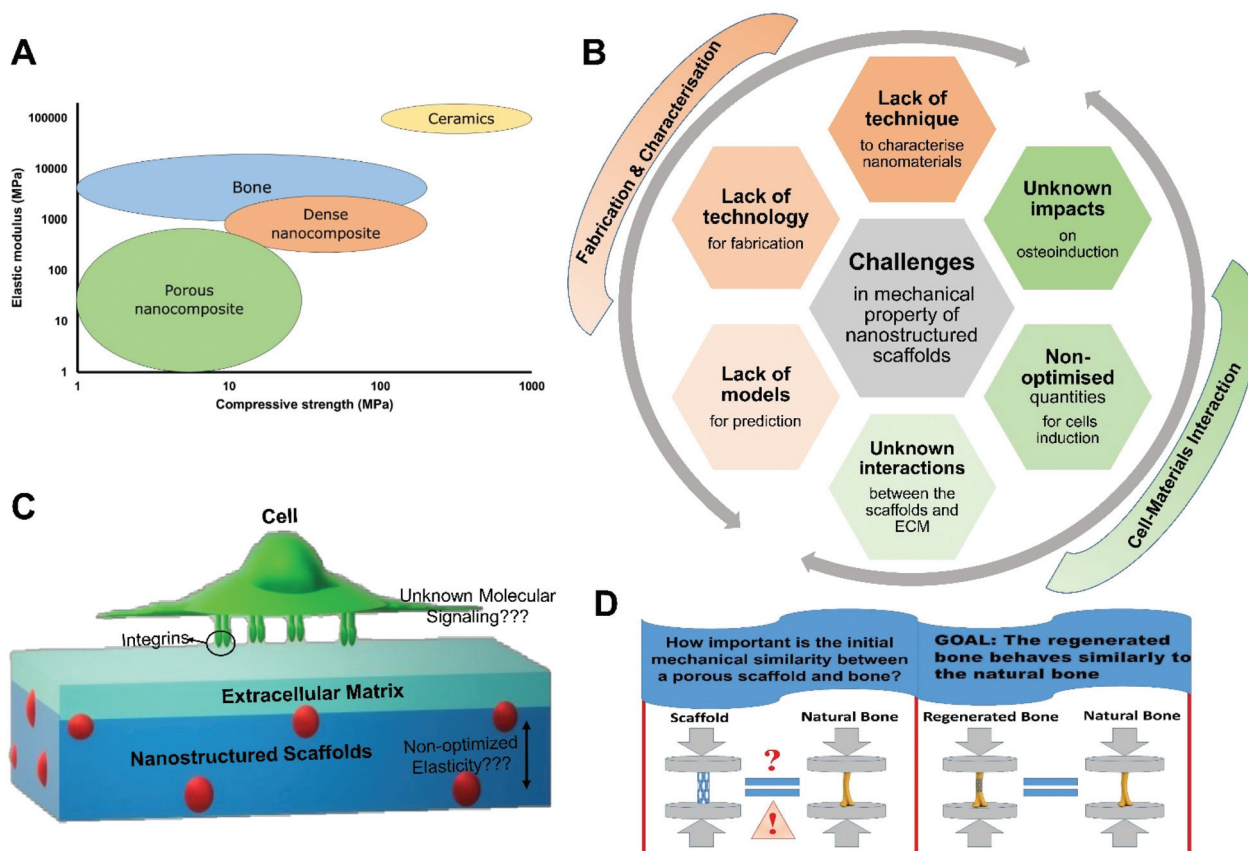 A
Elastic modulus (MPa)
100000
10000
1000
100
10
1
Ceramics
Bone
Dense
nanocomposite
Porous
nanocomposite
1
10
100
1000
Compressive strength (MPa)
B
Fabrication & Characterisation
Lack of
technique
to characterise
nanomaterials
Lack of
technology
for fabrication
Unknown
impacts
on
osteoinduction
Challenges
in mechanical
property of
nanostructured
scaffolds
Lack of
models
for prediction
Non-
optimised
quantities
for cells
induction
Unknown
interactions
between the
scaffolds and
ECM
Cell-Materials Interaction
C
Cell
Unknown Molecular
Signaling???
Integrins
Extracellular Matrix
Nanostructured Scaffolds
Non-optimized
Elasticity???
D
How important is the initial
mechanical similarity between
a porous scaffold and bone?
GOAL: The regenerated
bone behaves similarly to
the natural bone
Scaffold
Natural Bone
Regenerated Bone
Natural Bone
?
!